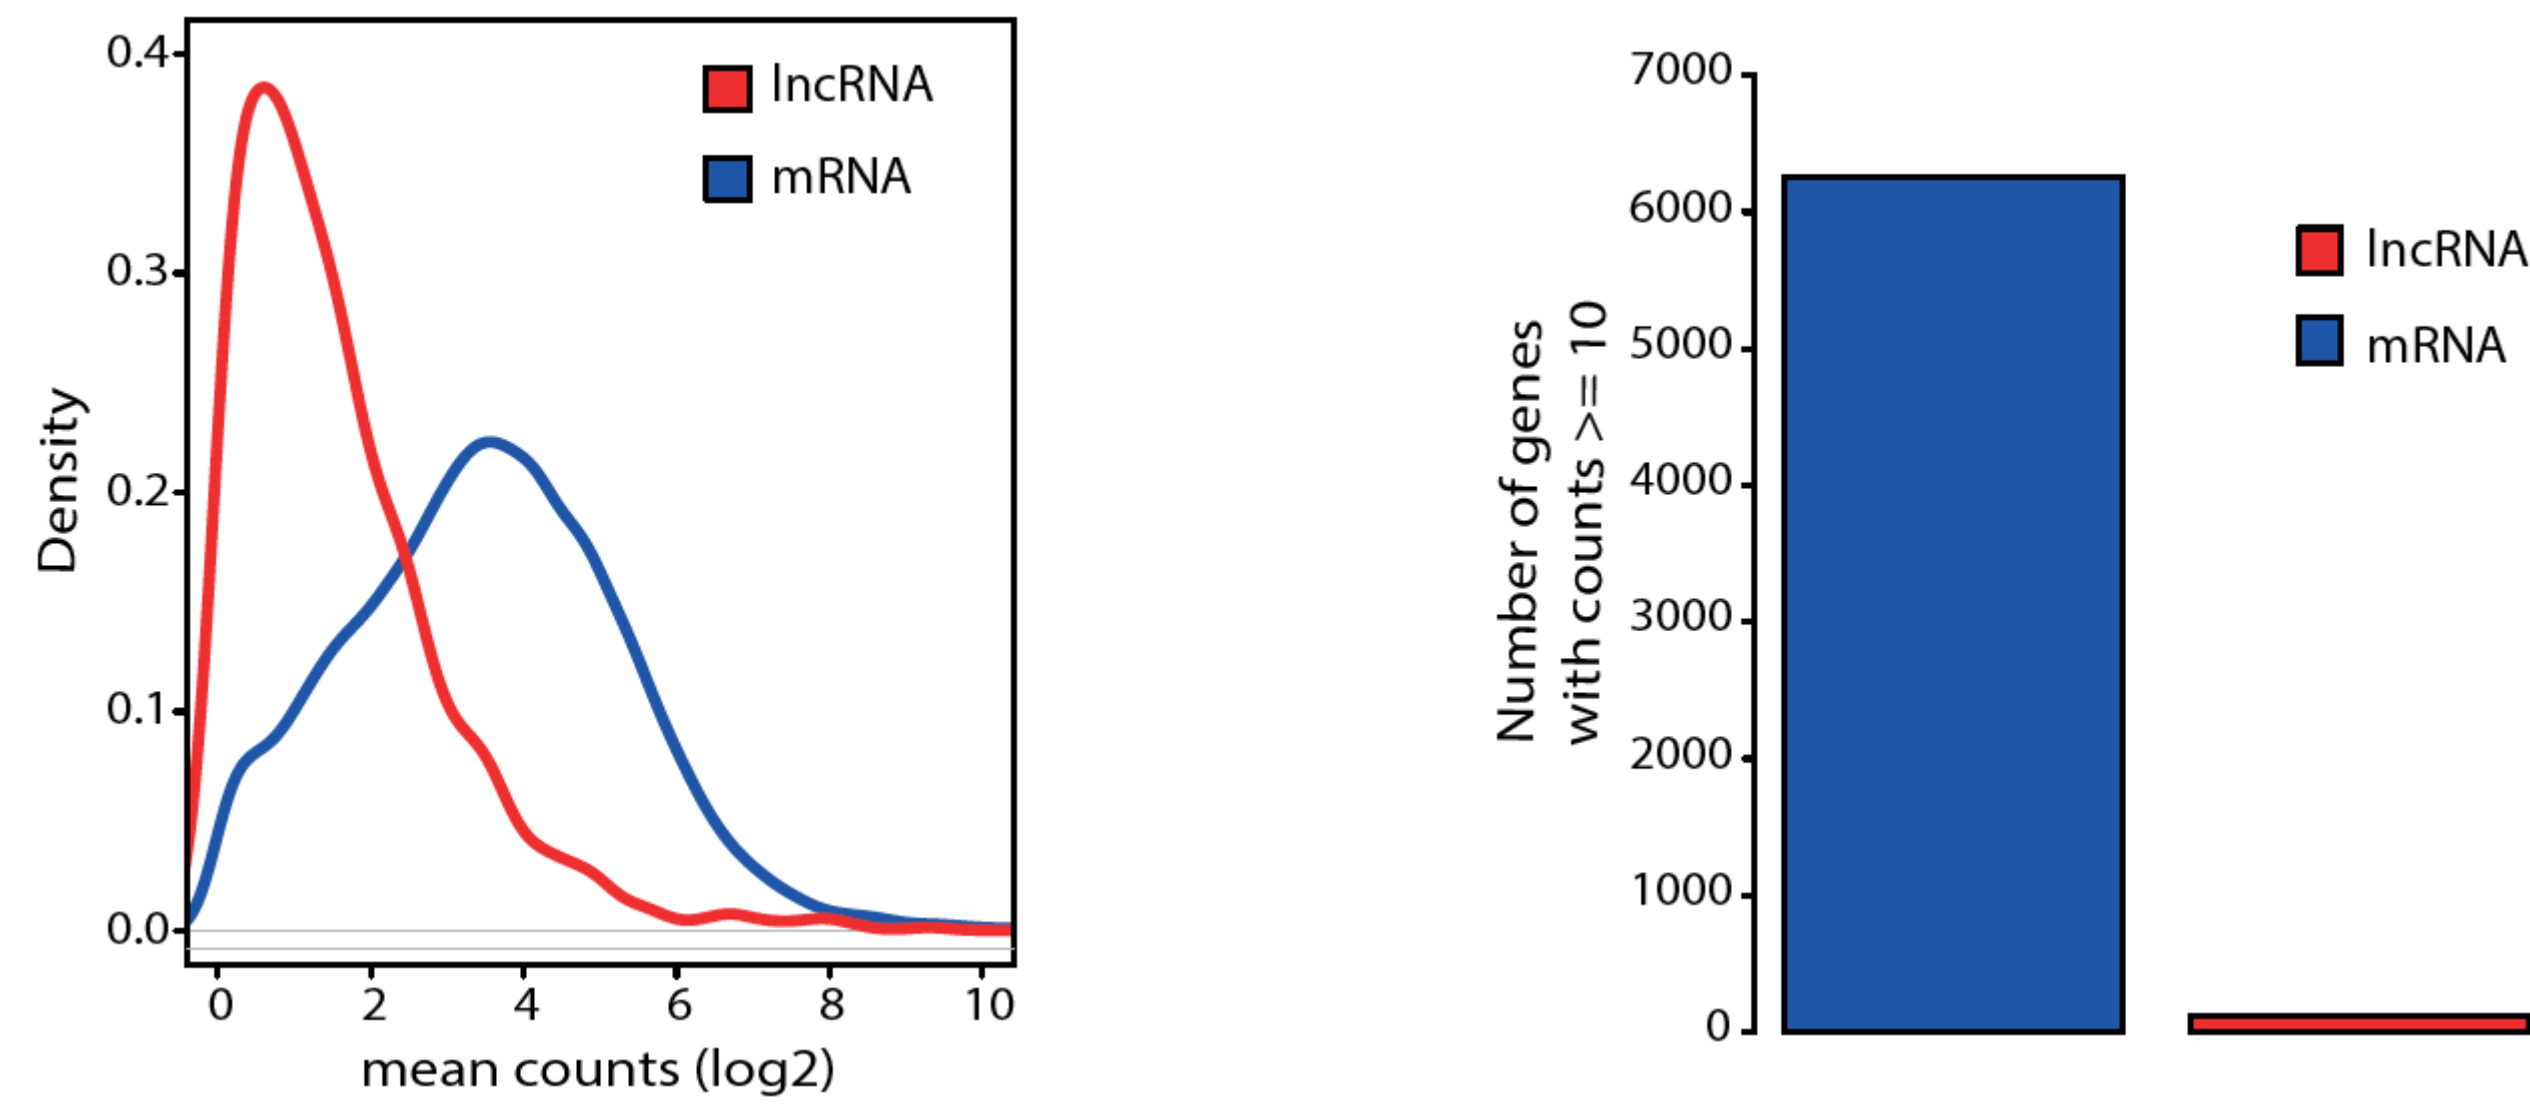 0.4
0.3
0.2
0.1
0.0
Density
lncRNA
mRNA
0 2 4 6 8 10
mean counts (log2)
7000
6000
5000
4000
3000
2000
1000
0
Number of genes
with counts >= 10
lncRNA
mRNA